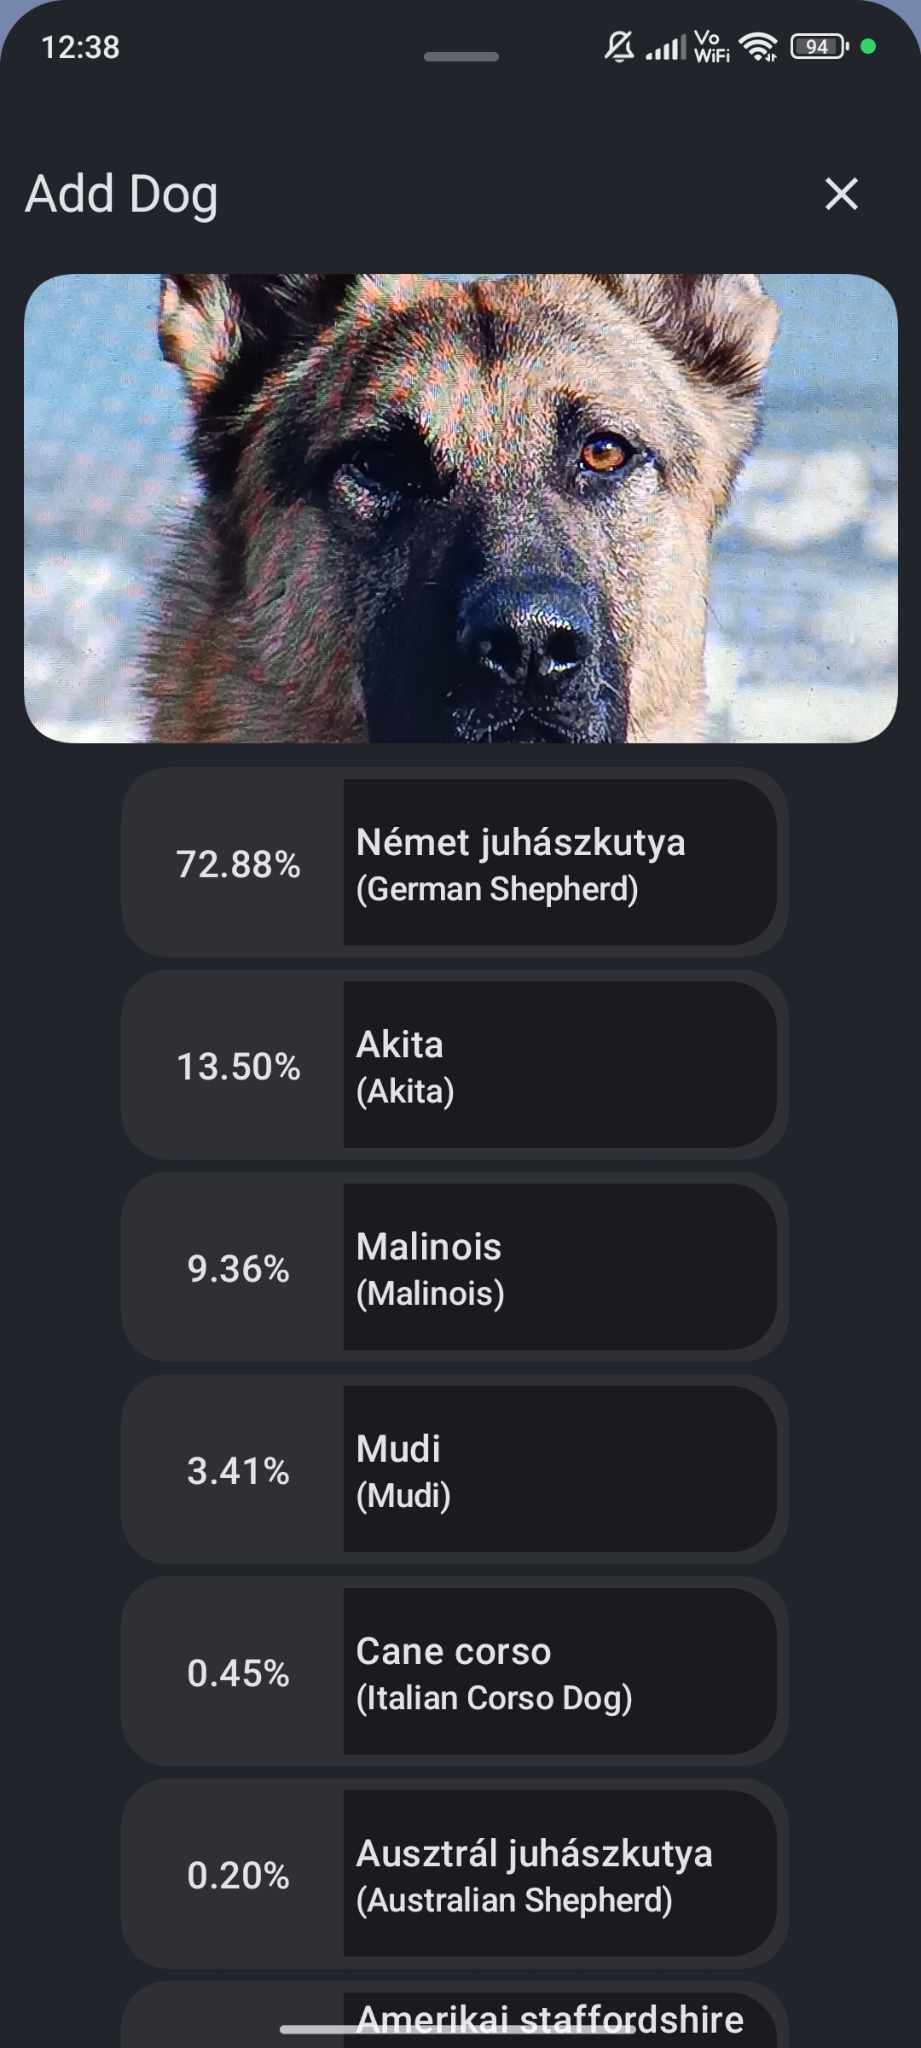 12:38
Vo
WiFi
94
Add Dog
72.88%
Német juhászkutya
(German Shepherd)
13.50%
Akita
(Akita)
9.36%
Malinois
(Malinois)
3.41%
Mudi
(Mudi)
0.45%
Cane corso
(Italian Corso Dog)
0.20%
Ausztrál juhászkutya
(Australian Shepherd)
Amerikai staffordshire